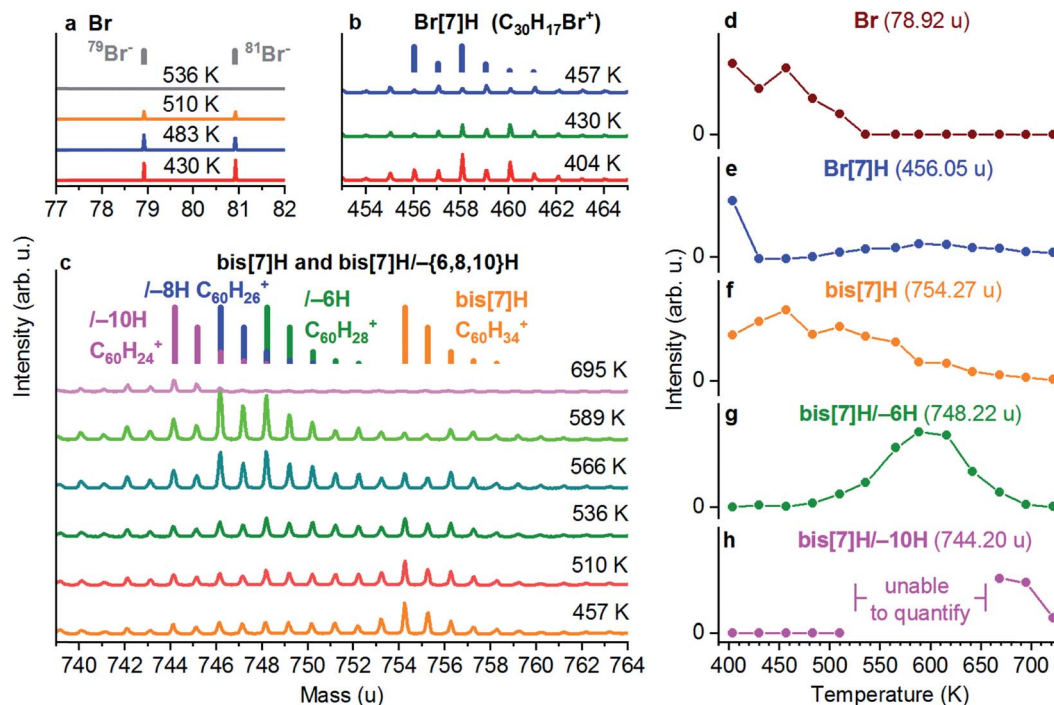 a Br
⁷⁹Br⁻
⁸¹Br⁻
536 K
510 K
483 K
430 K
77 78 79 80 81 82
b Br[7]H (C₃₀H₁₇Br⁺)
457 K
430 K
404 K
454 456 458 460 462 464
Intensity (arb. u.)
c bis[7]H and bis[7]H/–{6,8,10}H
/–10H
C₆₀H₂₄⁺
/–8H C₆₀H₂₆⁺
/–6H
C₆₀H₂₈⁺
bis[7]H
C₆₀H₃₄⁺
695 K
589 K
566 K
536 K
510 K
457 K
740 742 744 746 748 750 752 754 756 758 760 762 764
Mass (u)
Intensity (arb. u.)
d Br (78.92 u)
0
e Br[7]H (456.05 u)
0
f bis[7]H (754.27 u)
0
g bis[7]H/–6H (748.22 u)
0
h bis[7]H/–10H (744.20 u)
unable
to quantify
0
400 450 500 550 600 650 700
Temperature (K)